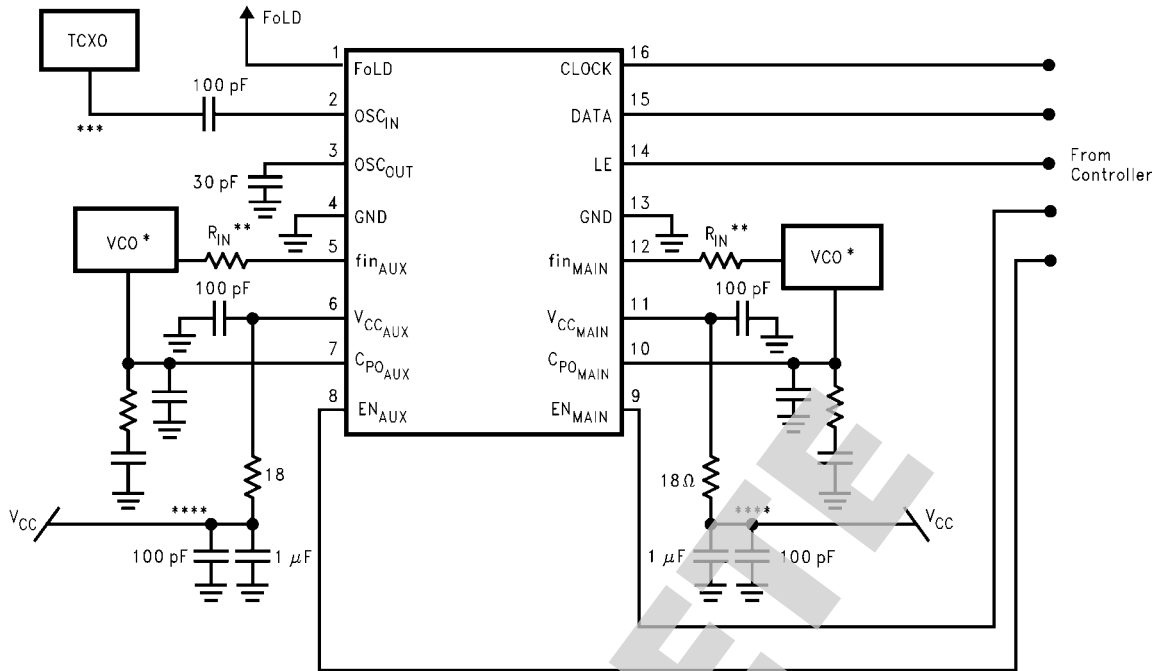 FoLD
TCXO
1
FoLD
CLOCK
16
100 pF
2
OSC_IN
DATA
15
***
3
OSC_OUT
LE
14
From
Controller
30 pF
4
GND
GND
13
VCO*
R_IN**
5
fin_AUX
fin_MAIN
12
R_IN**
VCO*
100 pF
6
V_CC_AUX
V_CC_MAIN
11
100 pF
7
C_PO_AUX
C_PO_MAIN
10
8
EN_AUX
EN_MAIN
9
18
18Ω
V_CC
****
****
V_CC
100 pF
1 μF
1 μF
100 pF
ETE